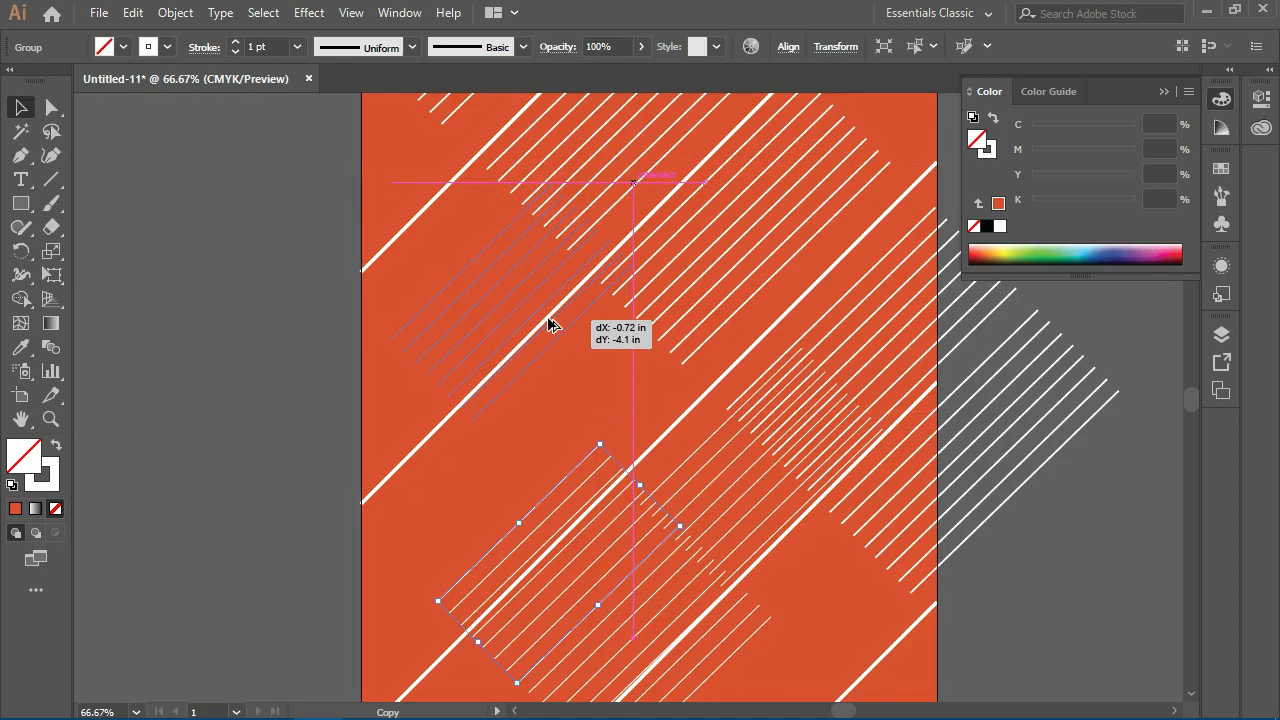 Ai File Edit Object Type Select Effect View Window Help Essentials Classic Search Adobe Stock
Group Stroke: 1 pt Uniform Basic Opacity: 100% Style: Align Transform
Untitled-11* @ 66.67% (CMYK/Preview)
Color Color Guide
C %
M %
Y %
K %
intersect
dX: -0.72 in
dY: -4.1 in
66.67% 1 Copy